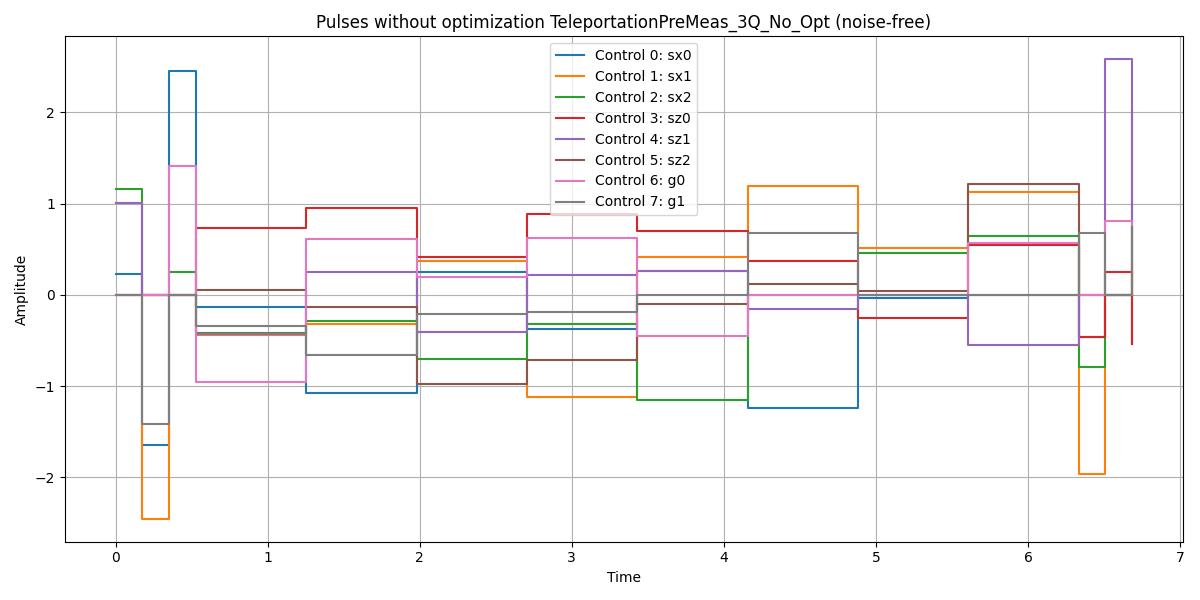 Pulses without optimization TeleportationPreMeas_3Q_No_Opt (noise-free)
Control 0: sx0
Control 1: sx1
Control 2: sx2
Control 3: sz0
Control 4: sz1
Control 5: sz2
Control 6: g0
Control 7: g1
Amplitude
2
1
0
−1
−2
0 1 2 3 4 5 6 7
Time